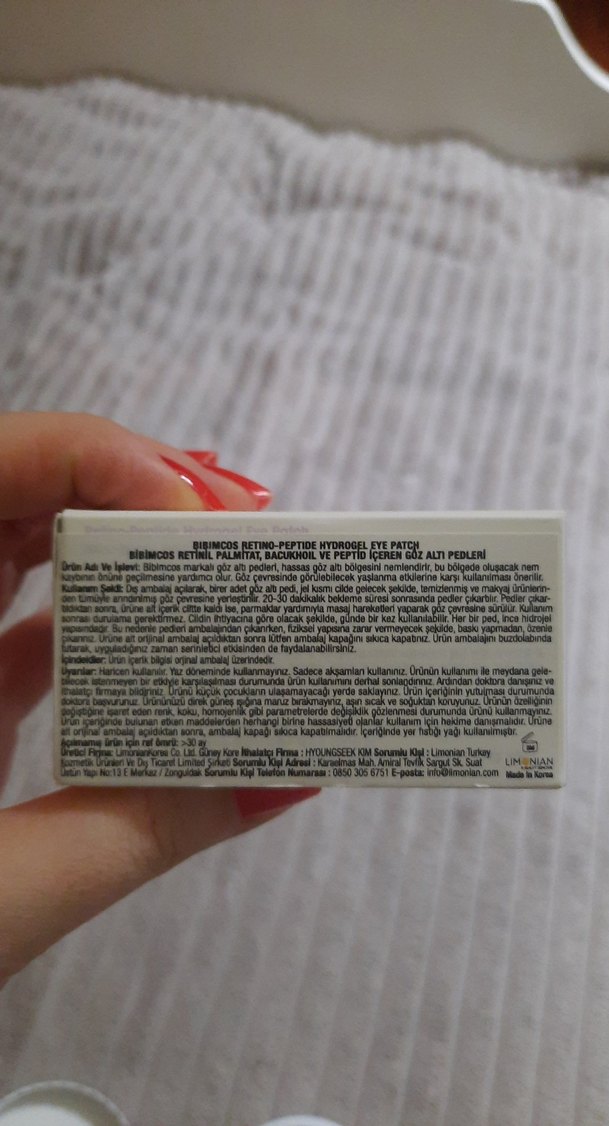 Retino-Peptide Hydrogel Eye Patch
BIBIMCOS RETINO-PEPTIDE HYDROGEL EYE PATCH
BİBİMCOS RETİNİL PALMİTAT, BACUKHOIL VE PEPTİD İÇEREN GÖZ ALTI PEDLERİ
Ürün Adı Ve İşlevi: Bibimcos markalı göz altı pedleri, hassas göz altı bölgesini nemlendirir, bu bölgede oluşacak nem
kaybının önüne geçilmesine yardımcı olur. Göz çevresinde görülebilecek yaşlanma etkilerine karşı kullanılması önerilir.
Kullanım Şekli: Dış ambalaj açılarak, birer adet göz altı pedi, jel kısmı cilde gelecek şekilde, temizlenmiş ve makyaj ürünlerin-
den tümüyle arındırılmış göz çevresine yerleştirilir. 20-30 dakikalık bekleme süresi sonrasında pedler çıkarılır. Pedler çıkar-
tıldıktan sonra, ürüne ait içerik ciltte kaldı ise, parmaklar yardımıyla masaj hareketleri yaparak göz çevresine sürülür. Kullanım
sonrası durulama gerektirmez. Cildin ihtiyacına göre olacak şekilde, günde bir kez kullanılabilir. Her bir ped, ince hidrojel
yapısındadır. Bu nedenle pedleri ambalajından çıkarırken, fiziksel yapısına zarar vermeyecek şekilde, baskı yapmadan, özenle
çıkarınız. Ürüne ait orijinal ambalaj açıldıktan sonra lütfen ambalaj kapağını sıkıca kapatınız. Ürün ambalajını buzdolabında
tutarak, uyguladığınız zaman serinletici etkisinden de faydalanabilirsiniz.
İçindekiler: Ürün içerik bilgisi orjinal ambalaj üzerindedir.
Uyarılar: Haricen kullanılır. Yaz döneminde kullanmayınız. Sadece akşamları kullanınız. Ürünün kullanımı ile meydana gele-
bilecek istenmeyen bir etkiyle karşılaşılması durumunda ürün kullanımını derhal sonlandırınız. Ardından doktora danışınız ve
ithalatçı firmaya bildiriniz. Ürünü küçük çocukların ulaşamayacağı yerde saklayınız. Ürün içeriğinin yutulması durumunda
doktora başvurunuz. Ürününüzü direk güneş ışığına maruz bırakmayınız, aşırı sıcak ve soğuktan koruyunuz. Ürünün özelliğinin
değiştiğine işaret eden renk, koku, homojenlik gibi parametrelerde değişiklik gözlenmesi durumunda ürünü kullanmayınız.
Ürün içeriğinde bulunan etken maddelerden herhangi birine hassasiyeti olanlar kullanım için hekime danışmalıdır. Ürüne
ait orijinal ambalaj açıldıktan sonra, ambalaj kapağı sıkıca kapatılmalıdır. İçeriğinde yer fıstığı yağı kullanılmıştır.
Açılmamış ürün için raf ömrü: >30 ay
Üretici Firma: LimonianKorea Co. Ltd. Güney Kore İthalatçı Firma : HYOUNGSEEK KIM Sorumlu Kişi : Limonian Turkey
Kozmetik Ürünleri Ve Dış Ticaret Limited Şirketi Sorumlu Kişi Adresi : Karaelmas Mah. Amiral Tevfik Sargut Sk. Suat
Üstün Yapı No:13 E Merkez / Zonguldak Sorumlu Kişi Telefon Numarası : 0850 305 6751 E-posta: info@limonian.com
LIMONIAN
Made in Korea